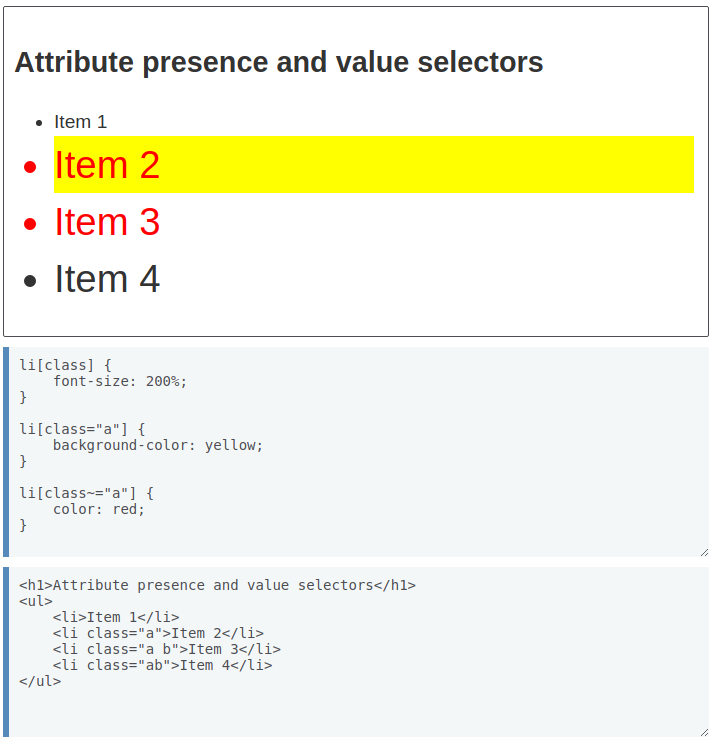 Attribute presence and value selectors
Item 1
Item 2
Item 3
Item 4
li[class] {
    font-size: 200%;
}
li[class="a"] {
    background-color: yellow;
}
li[class~="a"] {
    color: red;
}
<h1>Attribute presence and value selectors</h1>
<ul>
    <li>Item 1</li>
    <li class="a">Item 2</li>
    <li class="a b">Item 3</li>
    <li class="ab">Item 4</li>
</ul>